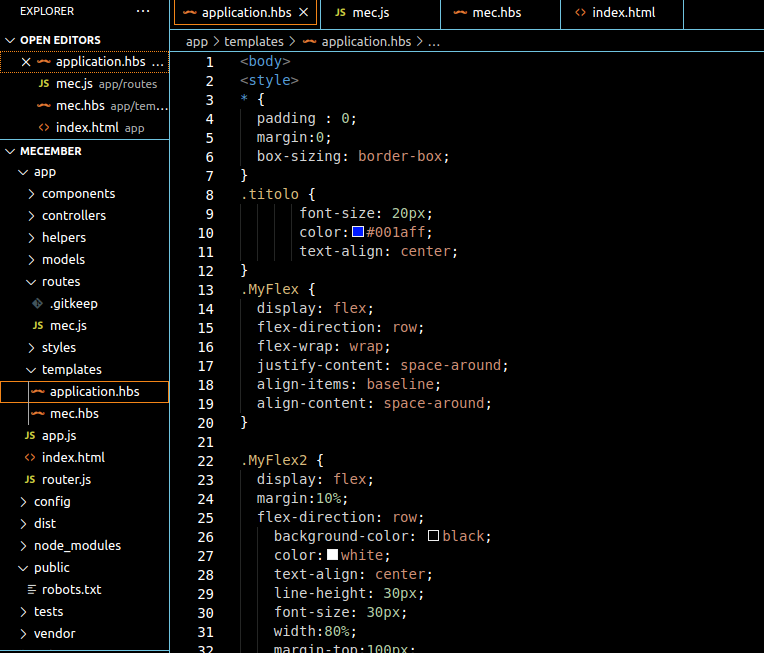 EXPLORER ···
OPEN EDITORS
application.hbs ...
JS mec.js app/routes
mec.hbs app/tem...
<> index.html app
MECEMBER
app
components
controllers
helpers
models
routes
.gitkeep
JS mec.js
styles
templates
application.hbs
mec.hbs
JS app.js
<> index.html
JS router.js
config
dist
node_modules
public
robots.txt
tests
vendor
application.hbs
JS mec.js
mec.hbs
<> index.html
app > templates > application.hbs > ...
1 <body>
2 <style>
3 * {
4 padding : 0;
5 margin:0;
6 box-sizing: border-box;
7 }
8 .titolo {
9 font-size: 20px;
10 color:#001aff;
11 text-align: center;
12 }
13 .MyFlex {
14 display: flex;
15 flex-direction: row;
16 flex-wrap: wrap;
17 justify-content: space-around;
18 align-items: baseline;
19 align-content: space-around;
20 }
21
22 .MyFlex2 {
23 display: flex;
24 margin:10%;
25 flex-direction: row;
26 background-color: black;
27 color:white;
28 text-align: center;
29 line-height: 30px;
30 font-size: 30px;
31 width:80%;
32 margin-top:100px;